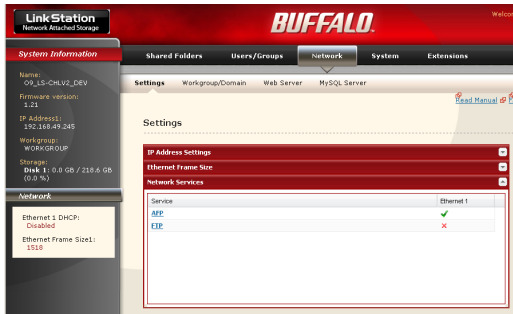 LinkStation
Network Attached Storage
BUFFALO
Welco
System Information
Shared Folders Users/Groups Network System Extensions
Name:
O9_LS-CHLV2_DEV
Settings Workgroup/Domain Web Server MySQL Server
Firmware version:
1.21
Read Manual
IP Address1:
192.168.49.245
Settings
Workgroup:
WORKGROUP
IP Address Settings
Storage:
Disk 1: 0.0 GB / 218.6 GB
(0.0 %)
Ethernet Frame Size
Network Services
Network
Service Ethernet 1
Ethernet 1 DHCP:
Disabled
AFP
FTP
Ethernet Frame Size1:
1518